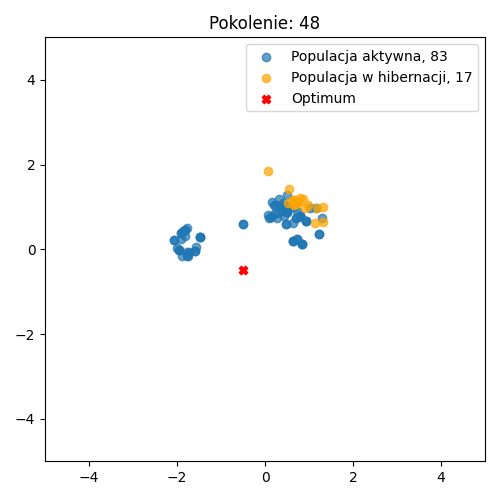 Pokolenie: 48
Populacja aktywna, 83
Populacja w hibernacji, 17
Optimum
4
2
0
−2
−4
−4
−2
0
2
4